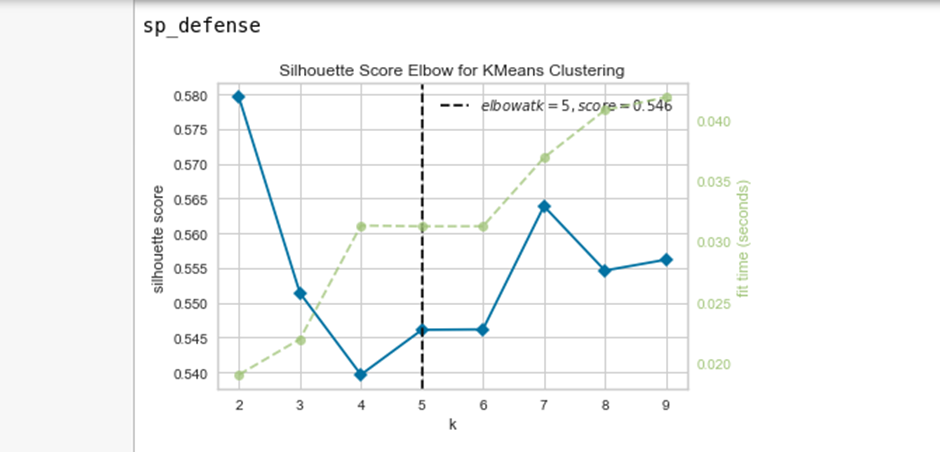 sp_defense
Silhouette Score Elbow for KMeans Clustering
elbowatk = 5, score = 0.546
silhouette score
0.580
0.575
0.570
0.565
0.560
0.555
0.550
0.545
0.540
0.040
0.035
0.030
0.025
0.020
fit time (seconds)
2 3 4 5 6 7 8 9
k